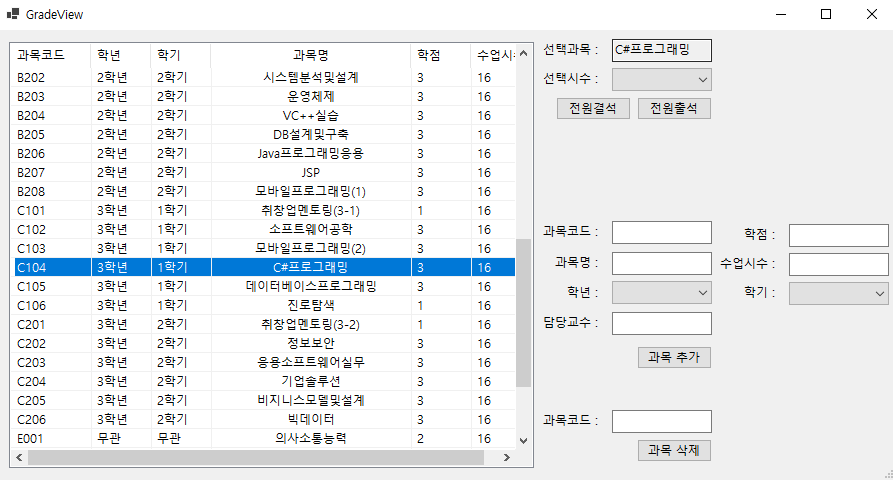 GradeView
과목코드 학년 학기 과목명 학점 수업시
B202 2학년 2학기 시스템분석및설계 3 16
B203 2학년 2학기 운영체제 3 16
B204 2학년 2학기 VC++실습 3 16
B205 2학년 2학기 DB설계및구축 3 16
B206 2학년 2학기 Java프로그래밍응용 3 16
B207 2학년 2학기 JSP 3 16
B208 2학년 2학기 모바일프로그래밍(1) 3 16
C101 3학년 1학기 취창업멘토링(3-1) 1 16
C102 3학년 1학기 소프트웨어공학 3 16
C103 3학년 1학기 모바일프로그래밍(2) 3 16
C104 3학년 1학기 C#프로그래밍 3 16
C105 3학년 1학기 데이터베이스프로그래밍 3 16
C106 3학년 1학기 진로탐색 1 16
C201 3학년 2학기 취창업멘토링(3-2) 1 16
C202 3학년 2학기 정보보안 3 16
C203 3학년 2학기 응용소프트웨어실무 3 16
C204 3학년 2학기 기업솔루션 3 16
C205 3학년 2학기 비지니스모델및설계 3 16
C206 3학년 2학기 빅데이터 3 16
E001 무관 무관 의사소통능력 2 16
선택과목 : C#프로그래밍
선택시수 :
전원결석 전원출석
과목코드 : 학점 :
과목명 : 수업시수 :
학년 : 학기 :
담당교수 :
과목 추가
과목코드 :
과목 삭제